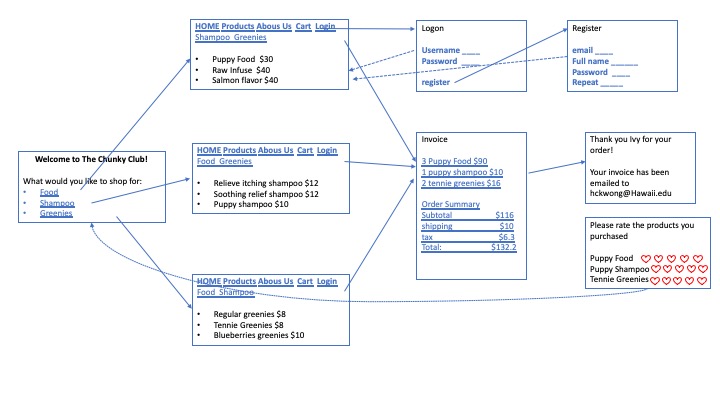 Welcome to The Chunky Club!
What would you like to shop for:
• Food
• Shampoo
• Greenies
HOME Products Abous Us Cart Login
Shampoo Greenies
• Puppy Food $30
• Raw Infuse $40
• Salmon flavor $40
HOME Products Abous Us Cart Login
Food Greenies
• Relieve itching shampoo $12
• Soothing relief shampoo $12
• Puppy shampoo $10
HOME Products Abous Us Cart Login
Food Shampoo
• Regular greenies $8
• Tennie Greenies $8
• Blueberries greenies $10
Logon
Username ____
Password ____
register
Register
email ____
Full name ______
Password ____
Repeat _____
Invoice
3 Puppy Food $90
1 puppy shampoo $10
2 tennie greenies $16
Order Summary
Subtotal $116
shipping $10
tax $6.3
Total: $132.2
Thank you Ivy for your
order!
Your invoice has been
emailed to
hckwong@Hawaii.edu
Please rate the products you
purchased
Puppy Food
Puppy Shampoo
Tennie Greenies